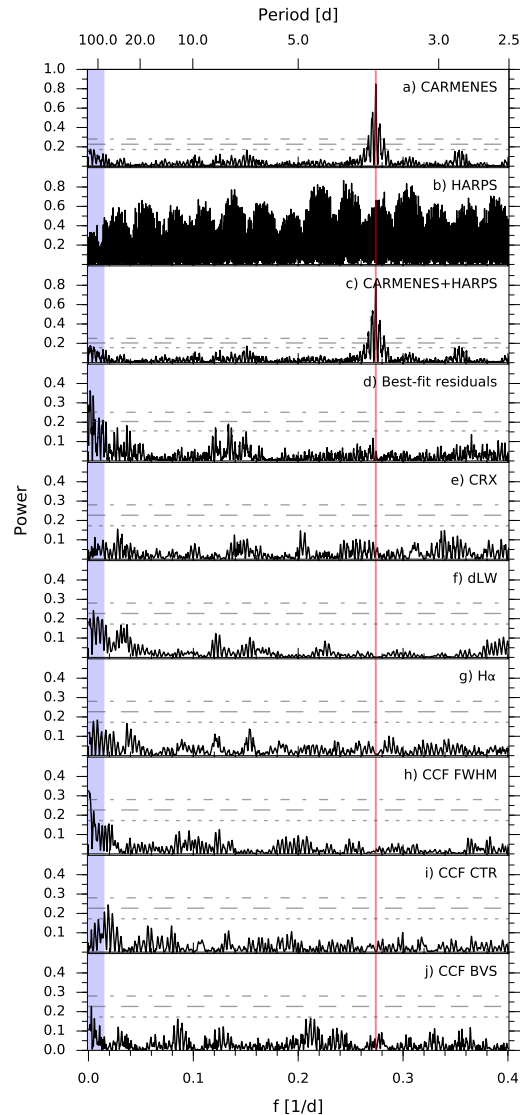 Period [d]
100.0 20.0 10.0 5.0 3.0 2.5
1.0
0.8
0.6
0.4
0.2
a) CARMENES
0.8
0.6
0.4
0.2
b) HARPS
0.8
0.6
0.4
0.2
c) CARMENES+HARPS
0.4
0.3
0.2
0.1
d) Best-fit residuals
Power
0.4
0.3
0.2
0.1
e) CRX
0.4
0.3
0.2
0.1
f) dLW
0.4
0.3
0.2
0.1
g) Hα
0.4
0.3
0.2
0.1
h) CCF FWHM
0.4
0.3
0.2
0.1
i) CCF CTR
0.4
0.3
0.2
0.1
0.0
j) CCF BVS
0.0 0.1 0.2 0.3 0.4
f [1/d]